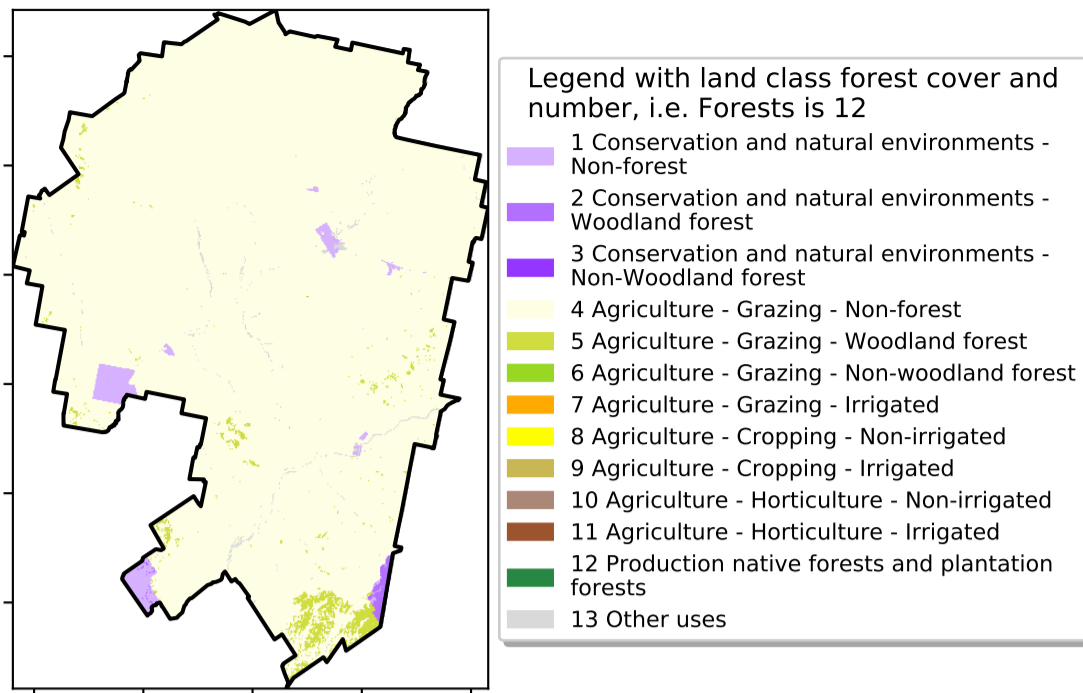 Legend with land class forest cover and
number, i.e. Forests is 12
1 Conservation and natural environments -
Non-forest
2 Conservation and natural environments -
Woodland forest
3 Conservation and natural environments -
Non-Woodland forest
4 Agriculture - Grazing - Non-forest
5 Agriculture - Grazing - Woodland forest
6 Agriculture - Grazing - Non-woodland forest
7 Agriculture - Grazing - Irrigated
8 Agriculture - Cropping - Non-irrigated
9 Agriculture - Cropping - Irrigated
10 Agriculture - Horticulture - Non-irrigated
11 Agriculture - Horticulture - Irrigated
12 Production native forests and plantation
forests
13 Other uses